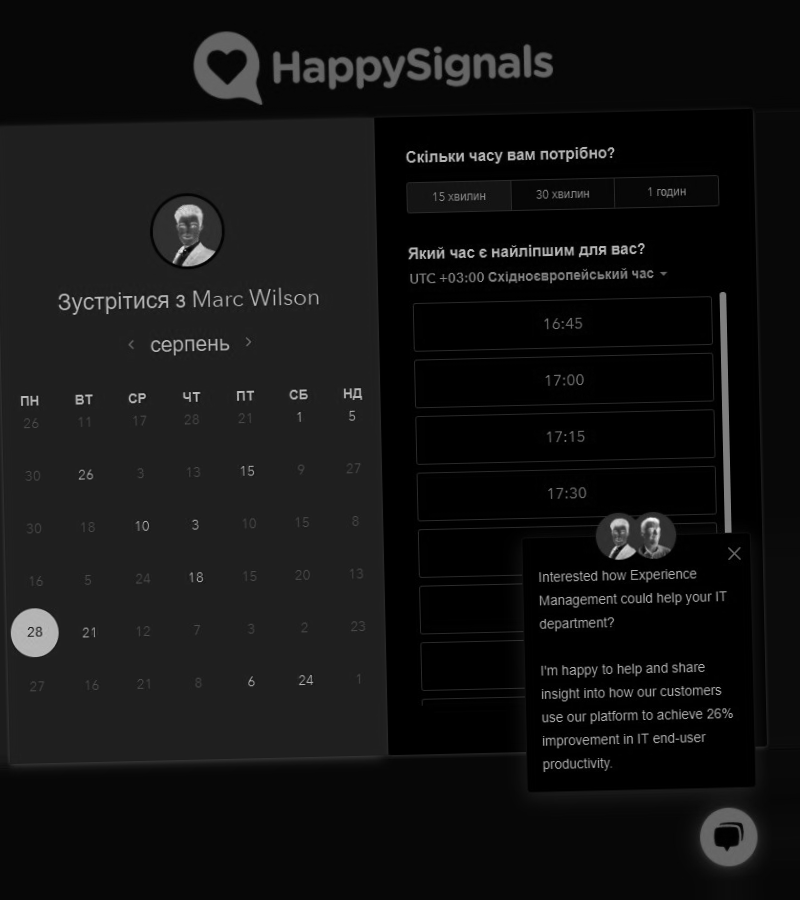 HappySignals
Зустрітися з Marc Wilson
серпень
ПН ВТ СР ЧТ ПТ СБ НД
26 11 17 28 21 1 5
30 26 3 13 15 9 27
30 18 10 3 10 15 8
16 5 24 18 15 20 13
28 21 12 7 3 2 23
27 16 21 8 6 24 1
Скільки часу вам потрібно?
15 хвилин 30 хвилин 1 годин
Який час є найліпшим для вас?
UTC +03:00 Східноєвропейський час
16:45
17:00
17:15
17:30
Interested how Experience
Management could help your IT
department?
I'm happy to help and share
insight into how our customers
use our platform to achieve 26%
improvement in IT end-user
productivity.